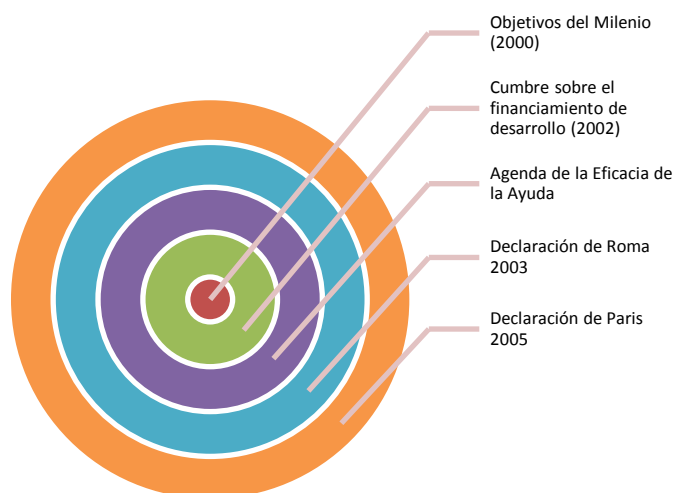 Objetivos del Milenio
(2000)
Cumbre sobre el
financiamiento de
desarrollo (2002)
Agenda de la Eficacia de
la Ayuda
Declaración de Roma
2003
Declaración de Paris
2005